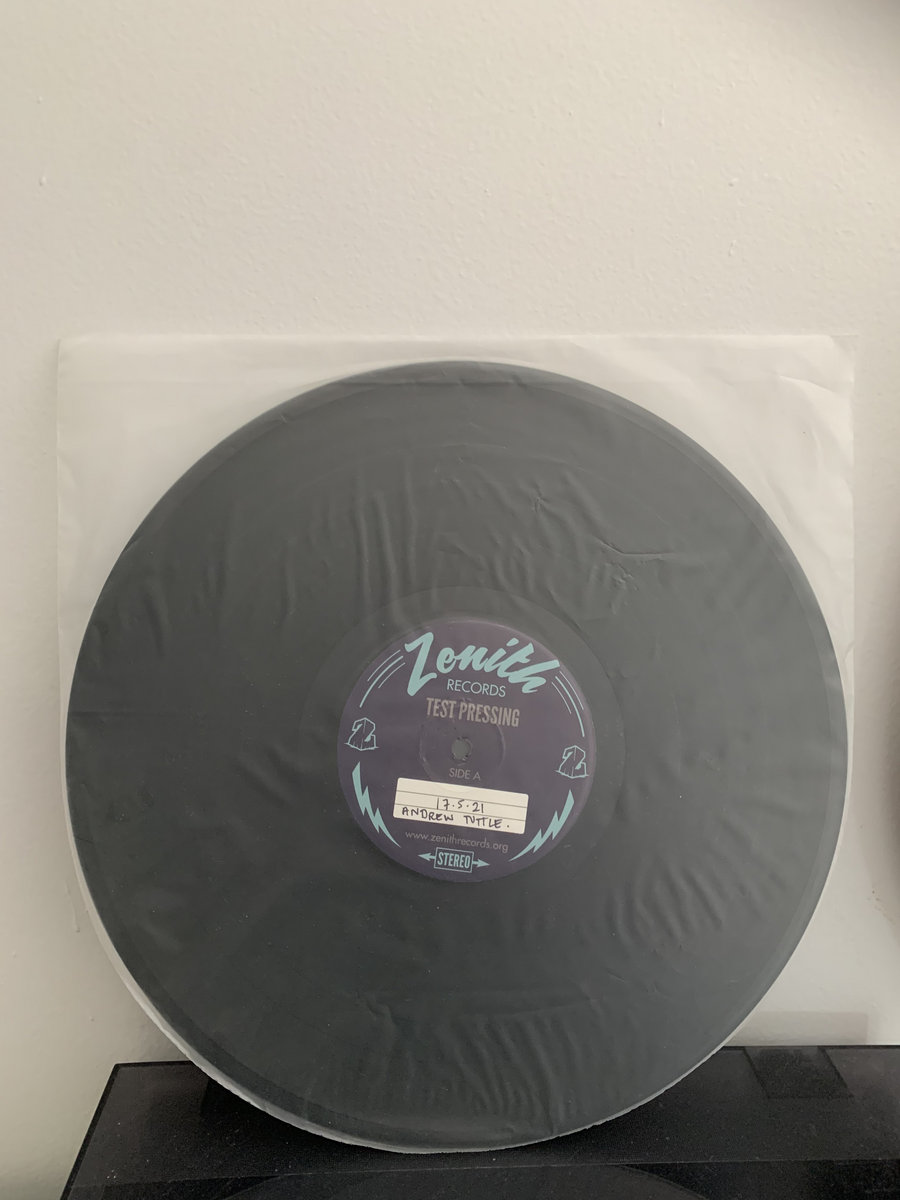 Zenith
RECORDS
TEST PRESSING
Z
Z
SIDE A
17.5.21
ANDREW TUTTLE.
www.zenithrecords.org
STEREO